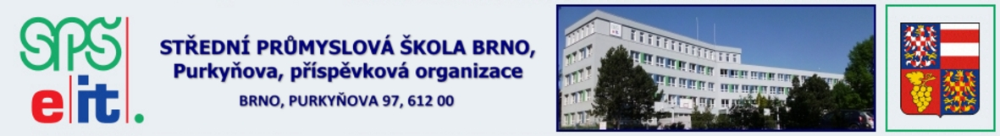 SPŠ
e|it.
STŘEDNÍ PRŮMYSLOVÁ ŠKOLA BRNO,
Purkyňova, příspěvková organizace
BRNO, PURKYŇOVA 97, 612 00